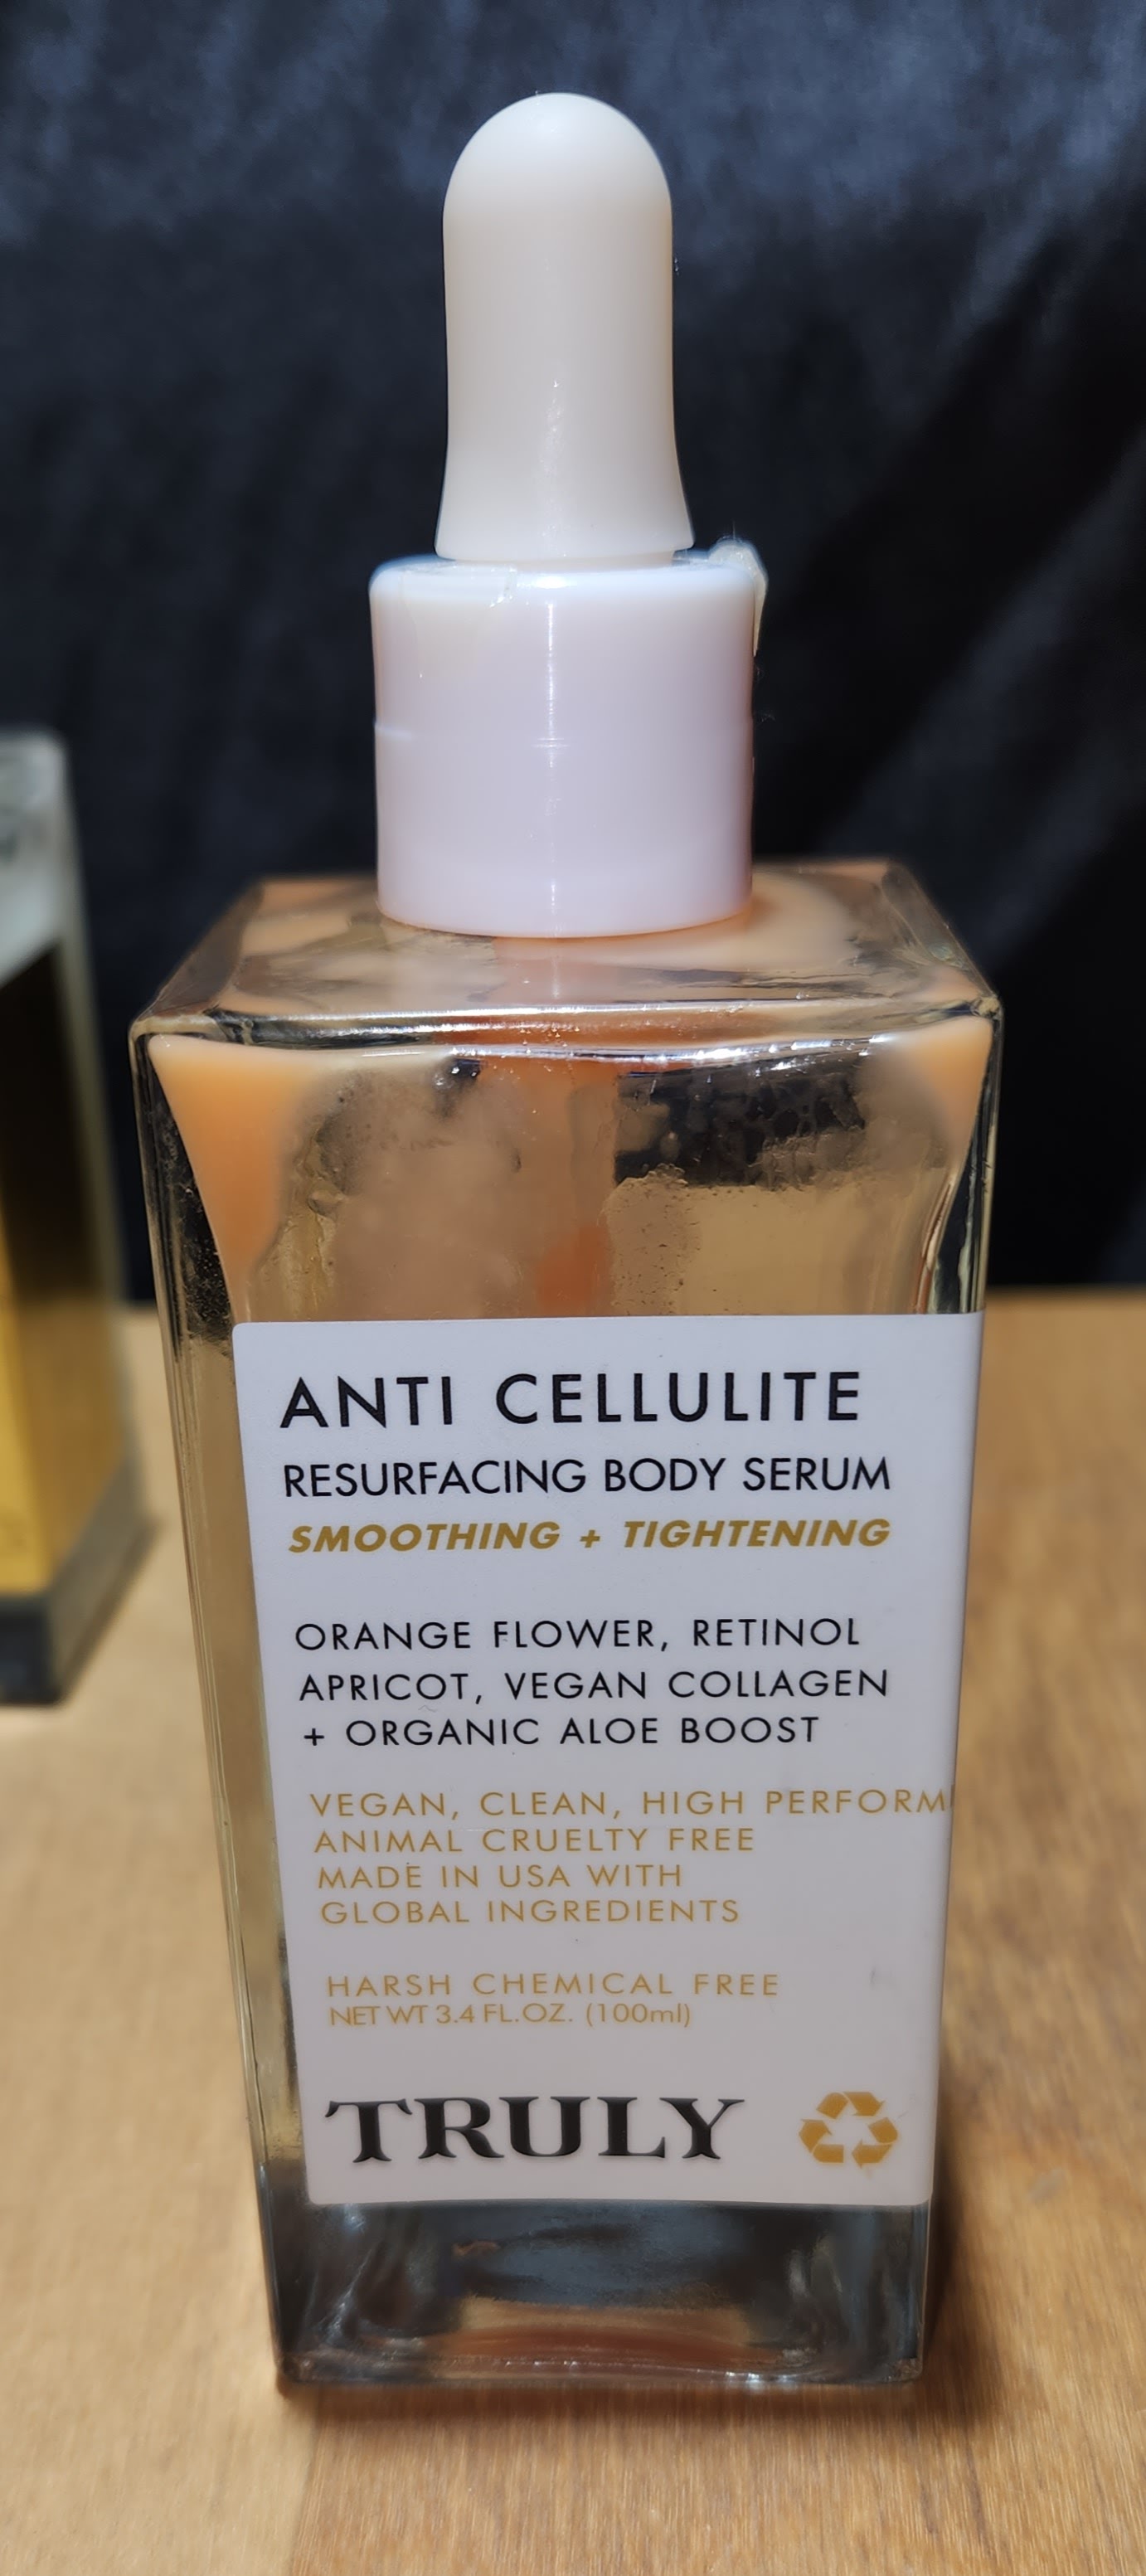 ANTI CELLULITE
RESURFACING BODY SERUM
SMOOTHING + TIGHTENING
ORANGE FLOWER, RETINOL
APRICOT, VEGAN COLLAGEN
+ ORGANIC ALOE BOOST
VEGAN, CLEAN, HIGH PERFORM
ANIMAL CRUELTY FREE
MADE IN USA WITH
GLOBAL INGREDIENTS
HARSH CHEMICAL FREE
NET WT 3.4 FL.OZ. (100ml)
TRULY